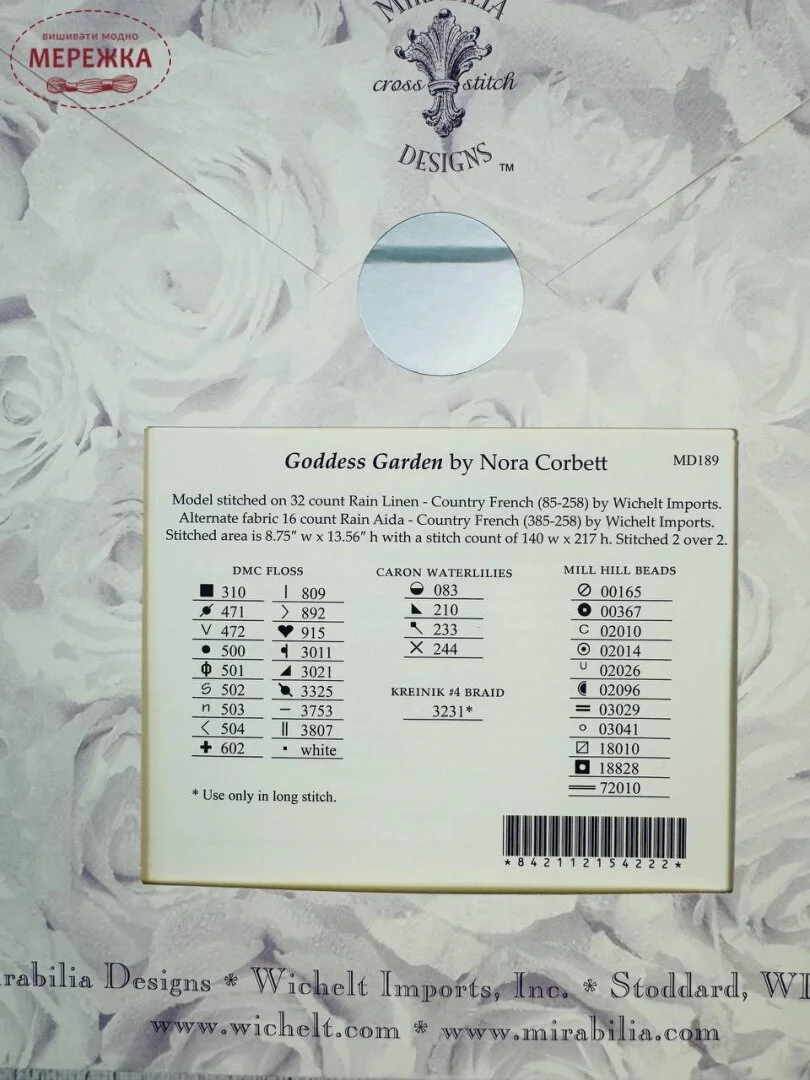 вишивати модно
МЕРЕЖКА
MIRABILIA
cross stitch
DESIGNS ™
Goddess Garden by Nora Corbett MD189
Model stitched on 32 count Rain Linen - Country French (85-258) by Wichelt Imports.
Alternate fabric 16 count Rain Aida - Country French (385-258) by Wichelt Imports.
Stitched area is 8.75" w x 13.56" h with a stitch count of 140 w x 217 h. Stitched 2 over 2.
DMC FLOSS
310
471
472
500
501
502
503
504
602
809
892
915
3011
3021
3325
3753
3807
white
CARON WATERLILIES
083
210
233
244
KREINIK #4 BRAID
3231*
MILL HILL BEADS
00165
00367
02010
02014
02026
02096
03029
03041
18010
18828
72010
* Use only in long stitch.
*842112154222*
rabilia Designs * Wichelt Imports, Inc. * Stoddard, WI
www.wichelt.com * www.mirabilia.com